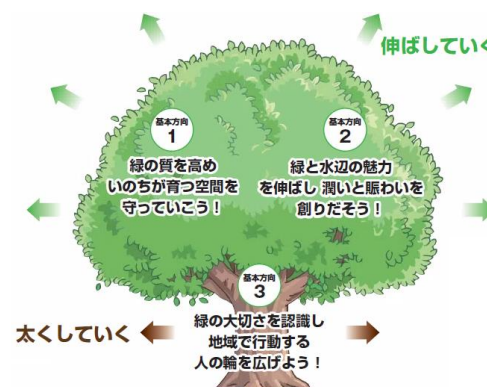 伸ばしていく
基本方向
1
緑の質を高め
いのちが育つ空間を
守っていこう！
基本方向
2
緑と水辺の魅力
を伸ばし 潤いと賑わいを
創りだそう！
基本方向
3
太くしていく
緑の大切さを認識し
地域で行動する
人の輪を広げよう！